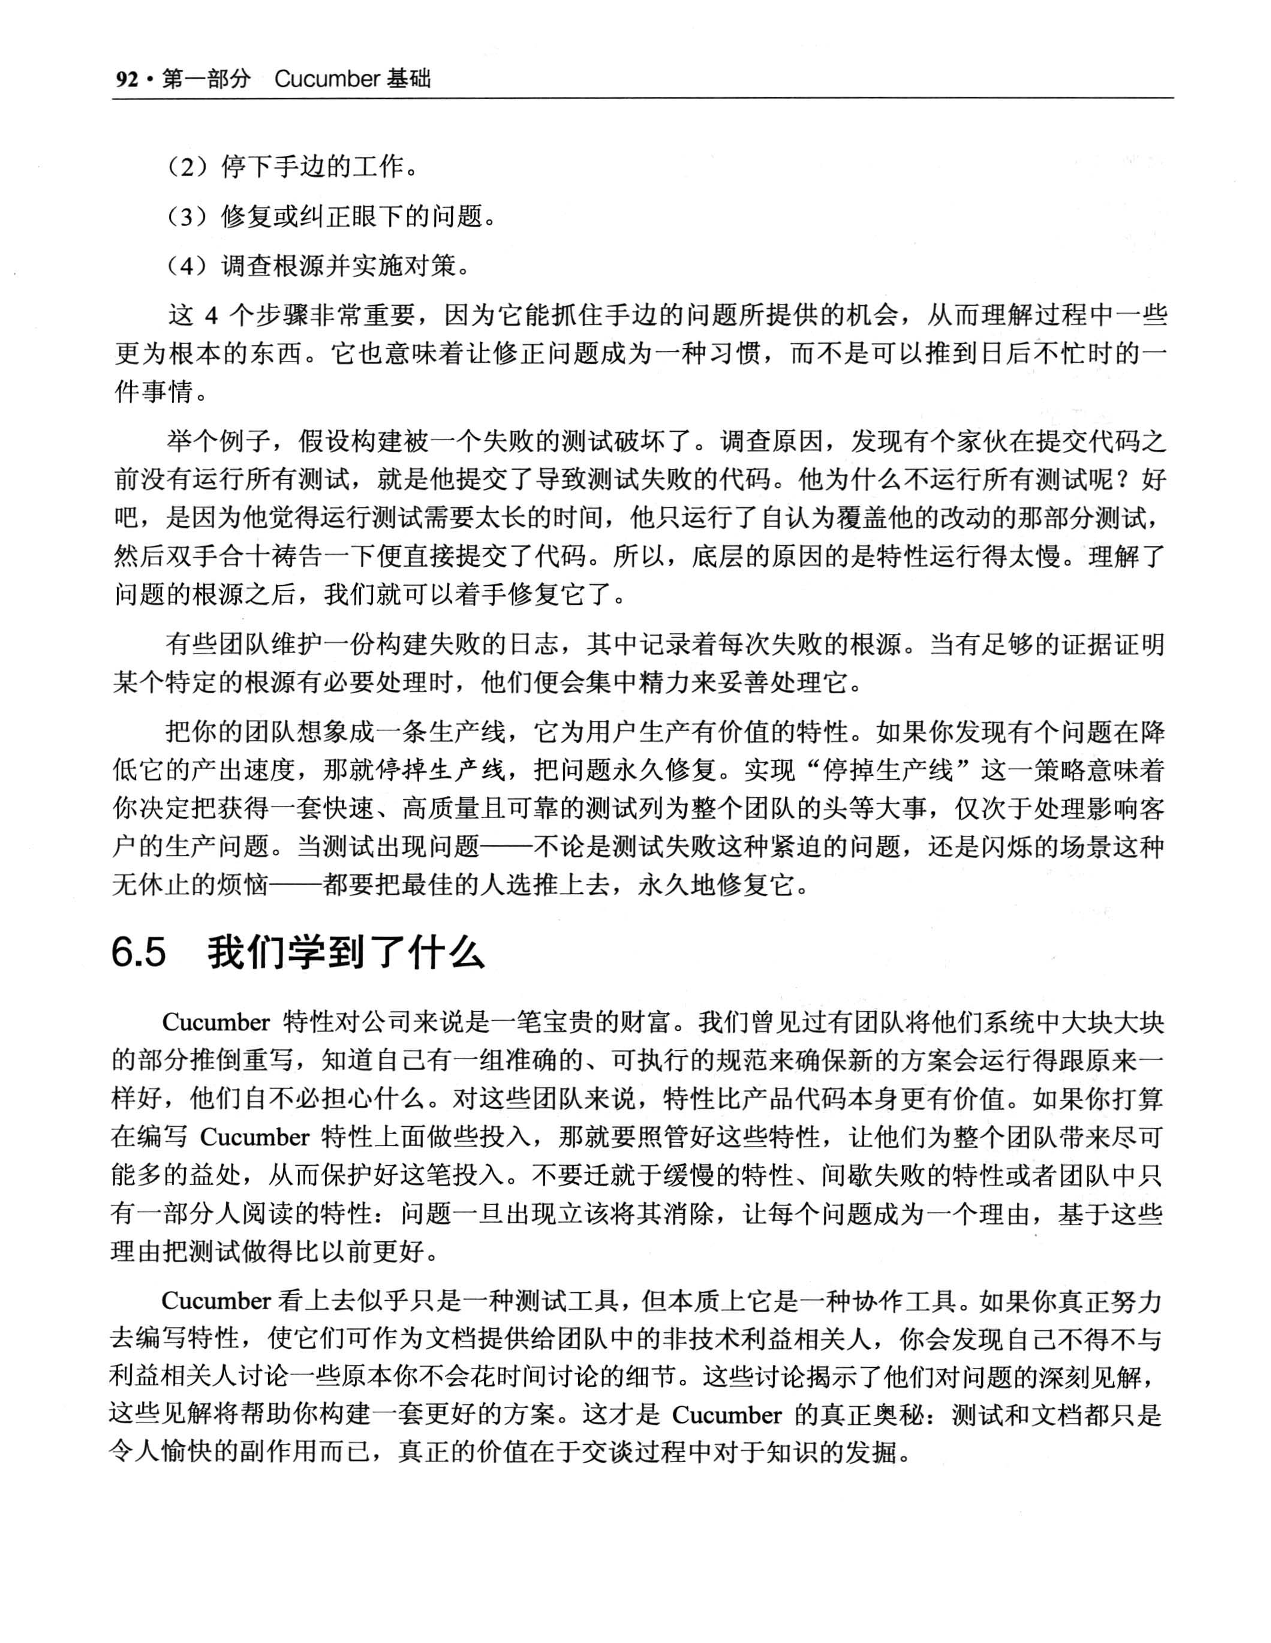 92·第一部分 Cucumber 基础
（2）停下手边的工作。
（3）修复或纠正眼下的问题。
（4）调查根源并实施对策。
这 4 个步骤非常重要，因为它能抓住手边的问题所提供的机会，从而理解过程中一些
更为根本的东西。它也意味着让修正问题成为一种习惯，而不是可以推到日后不忙时的一
件事情。
举个例子，假设构建被一个失败的测试破坏了。调查原因，发现有个家伙在提交代码之
前没有运行所有测试，就是他提交了导致测试失败的代码。他为什么不运行所有测试呢？好
吧，是因为他觉得运行测试需要太长的时间，他只运行了自认为覆盖他的改动的那部分测试，
然后双手合十祷告一下便直接提交了代码。所以，底层的原因的是特性运行得太慢。理解了
问题的根源之后，我们就可以着手修复它了。
有些团队维护一份构建失败的日志，其中记录着每次失败的根源。当有足够的证据证明
某个特定的根源有必要处理时，他们便会集中精力来妥善处理它。
把你的团队想象成一条生产线，它为用户生产有价值的特性。如果你发现有个问题在降
低它的产出速度，那就停掉生产线，把问题永久修复。实现“停掉生产线”这一策略意味着
你决定把获得一套快速、高质量且可靠的测试列为整个团队的头等大事，仅次于处理影响客
户的生产问题。当测试出现问题——不论是测试失败这种紧迫的问题，还是闪烁的场景这种
无休止的烦恼——都要把最佳的人选推上去，永久地修复它。
6.5 我们学到了什么
Cucumber 特性对公司来说是一笔宝贵的财富。我们曾见过有团队将他们系统中大块大块
的部分推倒重写，知道自己有一组准确的、可执行的规范来确保新的方案会运行得跟原来一
样好，他们自不必担心什么。对这些团队来说，特性比产品代码本身更有价值。如果你打算
在编写 Cucumber 特性上面做些投入，那就要照管好这些特性，让他们为整个团队带来尽可
能多的益处，从而保护好这笔投入。不要迁就于缓慢的特性、间歇失败的特性或者团队中只
有一部分人阅读的特性：问题一旦出现立该将其消除，让每个问题成为一个理由，基于这些
理由把测试做得比以前更好。
Cucumber 看上去似乎只是一种测试工具，但本质上它是一种协作工具。如果你真正努力
去编写特性，使它们可作为文档提供给团队中的非技术利益相关人，你会发现自己不得不与
利益相关人讨论一些原本你不会花时间讨论的细节。这些讨论揭示了他们对问题的深刻见解，
这些见解将帮助你构建一套更好的方案。这才是 Cucumber 的真正奥秘：测试和文档都只是
令人愉快的副作用而已，真正的价值在于交谈过程中对于知识的发掘。